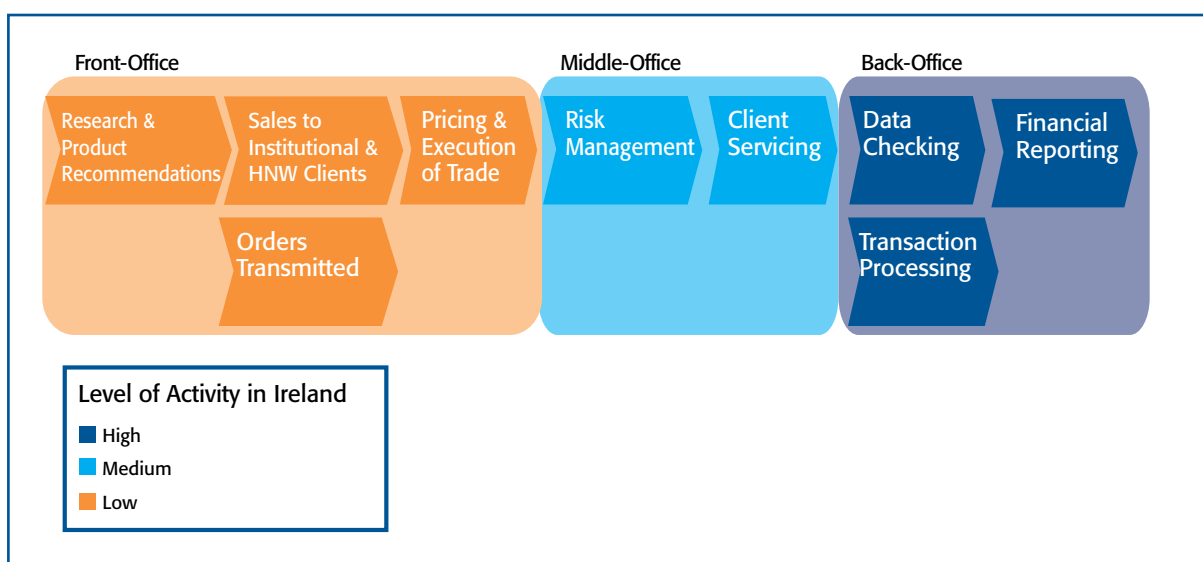 Front-Office
Middle-Office
Back-Office
Research &
Product
Recommendations
Sales to
Institutional &
HNW Clients
Pricing &
Execution
of Trade
Risk
Management
Client
Servicing
Data
Checking
Financial
Reporting
Orders
Transmitted
Transaction
Processing
Level of Activity in Ireland
High
Medium
Low